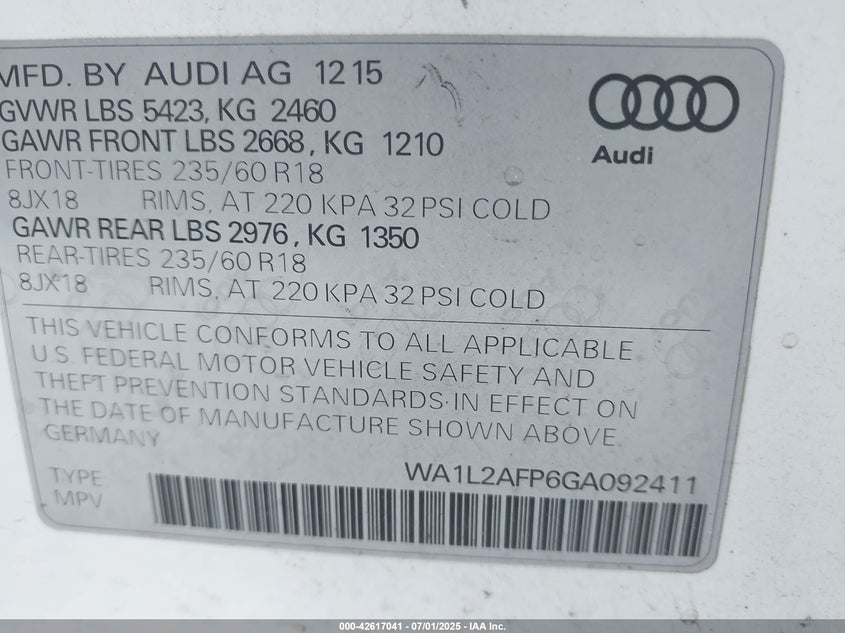 MFD. BY AUDI AG 12 15
GVWR LBS 5423, KG 2460
GAWR FRONT LBS 2668, KG 1210
FRONT-TIRES 235/60 R18
8JX18 RIMS, AT 220 KPA 32 PSI COLD
GAWR REAR LBS 2976, KG 1350
REAR-TIRES 235/60 R18
8JX18 RIMS, AT 220 KPA 32 PSI COLD
Audi
THIS VEHICLE CONFORMS TO ALL APPLICABLE
U.S. FEDERAL MOTOR VEHICLE SAFETY AND
THEFT PREVENTION STANDARDS IN EFFECT ON
THE DATE OF MANUFACTURE SHOWN ABOVE.
GERMANY
TYPE WA1L2AFP6GA092411
MPV
000-42617041 - 07/01/2025 - IAA Inc.